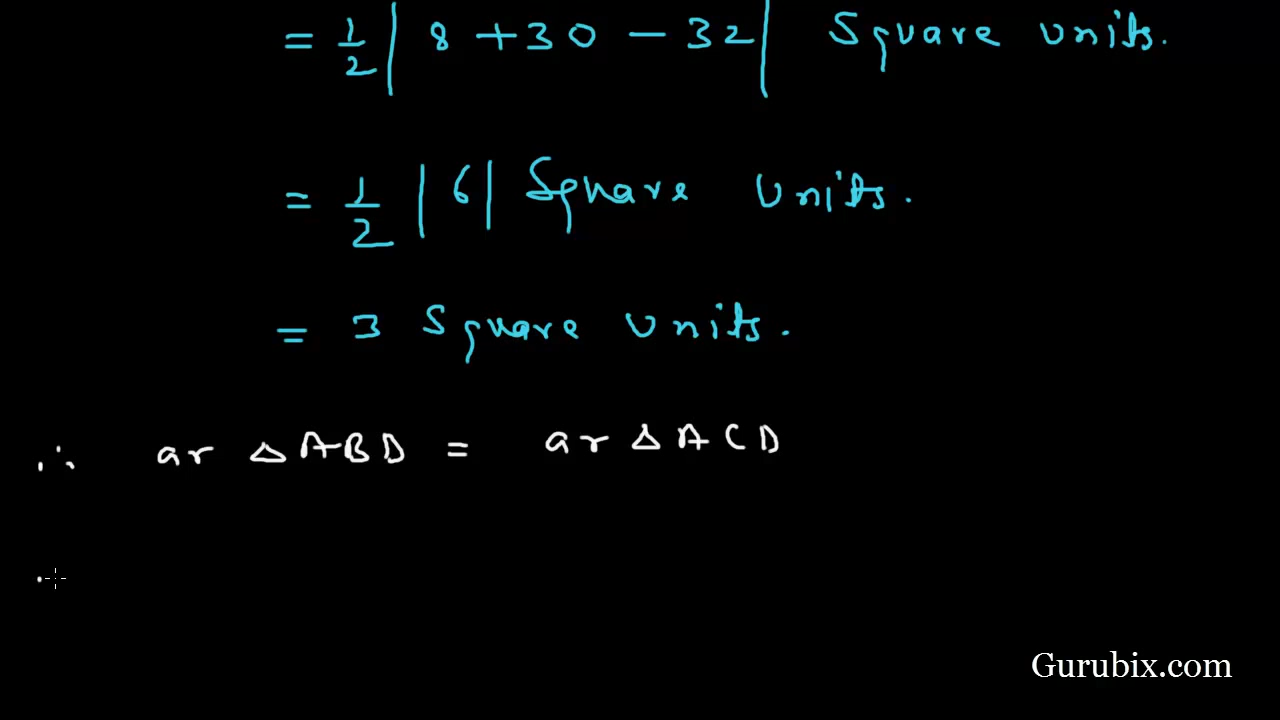 = 1/2 | 8 + 30 - 32 | Square units.
= 1/2 | 6 | Square units.
= 3 Square units.
∴ ar △ABD = ar △ACD
Gurubix.com